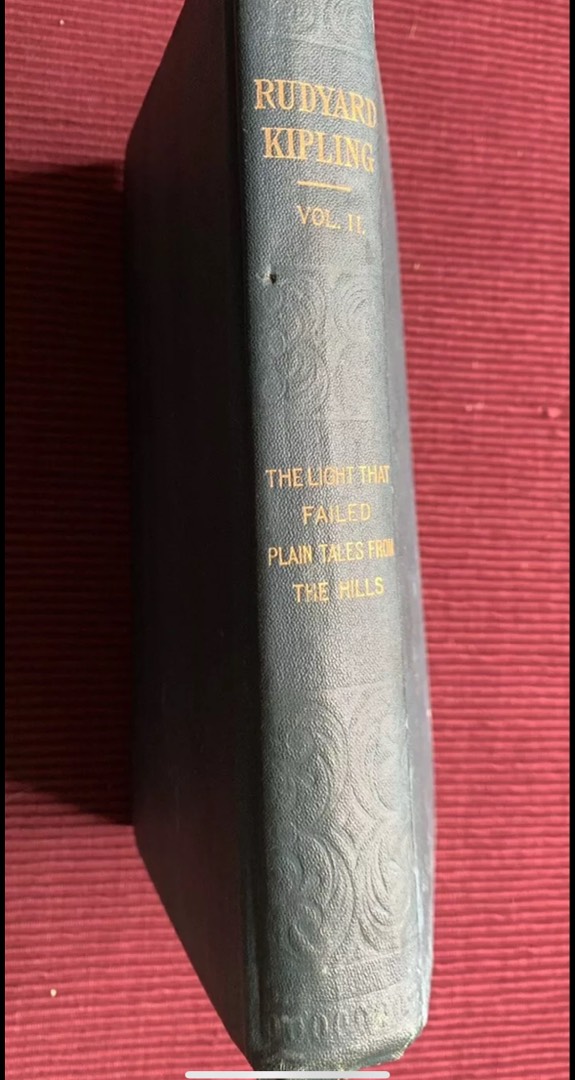 RUDYARD
KIPLING
VOL. II.
THE LIGHT THAT
FAILED
PLAIN TALES FROM
THE HILLS